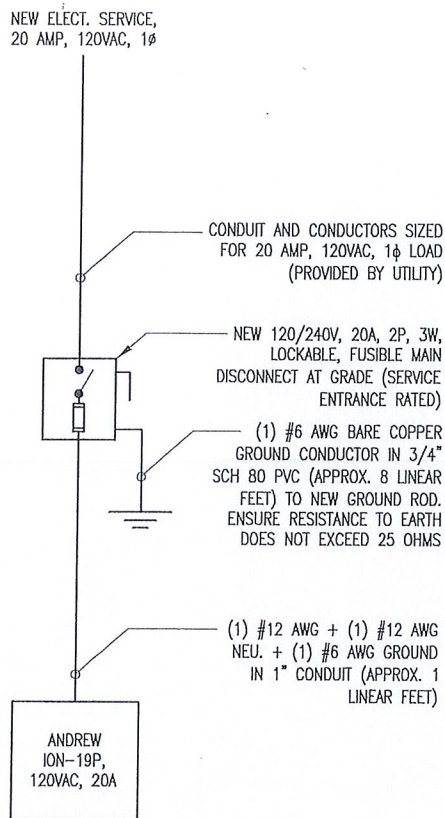 NEW ELECT. SERVICE,
20 AMP, 120VAC, 1ø
CONDUIT AND CONDUCTORS SIZED
FOR 20 AMP, 120VAC, 1ϕ LOAD
(PROVIDED BY UTILITY)
NEW 120/240V, 20A, 2P, 3W,
LOCKABLE, FUSIBLE MAIN
DISCONNECT AT GRADE (SERVICE
ENTRANCE RATED)
(1) #6 AWG BARE COPPER
GROUND CONDUCTOR IN 3/4"
SCH 80 PVC (APPROX. 8 LINEAR
FEET) TO NEW GROUND ROD.
ENSURE RESISTANCE TO EARTH
DOES NOT EXCEED 25 OHMS
(1) #12 AWG + (1) #12 AWG
NEU. + (1) #6 AWG GROUND
IN 1" CONDUIT (APPROX. 1
LINEAR FEET)
ANDREW
ION-19P,
120VAC, 20A